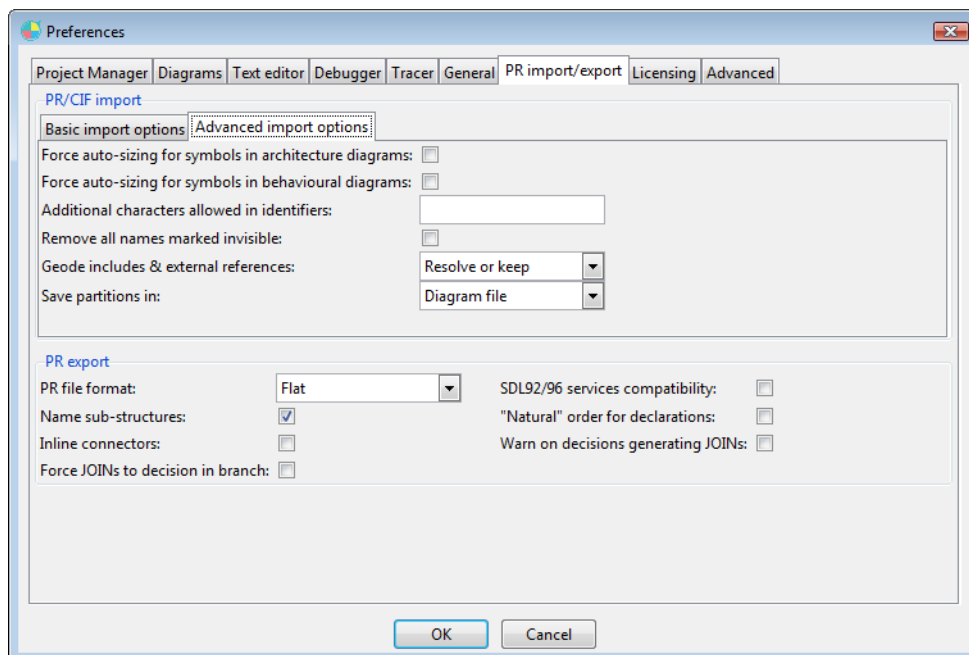 Preferences
Project Manager Diagrams Text editor Debugger Tracer General PR import/export Licensing Advanced
PR/CIF import
Basic import options Advanced import options
Force auto-sizing for symbols in architecture diagrams:
Force auto-sizing for symbols in behavioural diagrams:
Additional characters allowed in identifiers:
Remove all names marked invisible:
Geode includes & external references: Resolve or keep
Save partitions in: Diagram file
PR export
PR file format: Flat SDL92/96 services compatibility:
Name sub-structures: "Natural" order for declarations:
Inline connectors: Warn on decisions generating JOINs:
Force JOINs to decision in branch:
OK Cancel